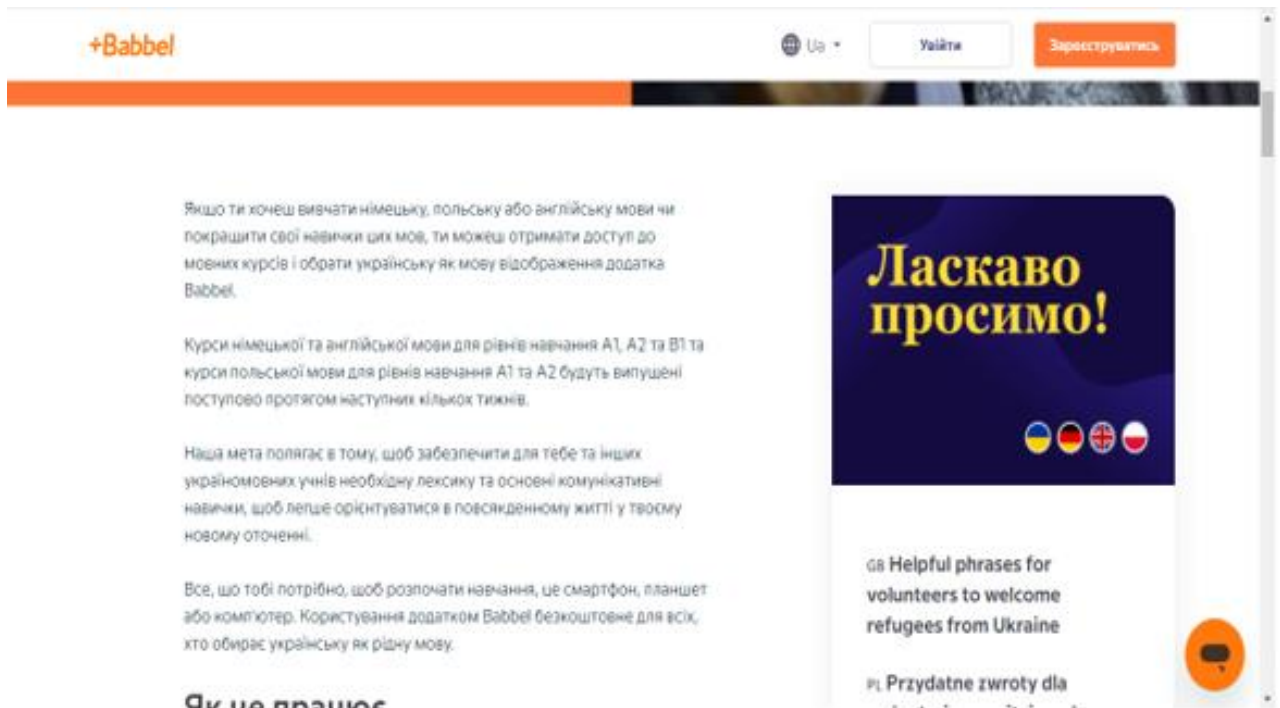 +Babbel
Ua
Увійти
Зареєструватись
Якщо ти хочеш вивчати німецьку, польську або англійську мови чи
покращити свої навички цих мов, ти можеш отримати доступ до
мовних курсів і обрати українську як мову відображення додатка
Babbel.
Курси німецької та англійської мови для рівнів навчання A1, A2 та B1 та
курси польської мови для рівнів навчання A1 та A2 будуть випущені
поступово протягом наступних кількох тижнів.
Наша мета полягає в тому, щоб забезпечити для тебе та інших
україномовних учнів необхідну лексику та основні комунікативні
навички, щоб легше орієнтуватися в повсякденному житті у твоєму
новому оточенні.
Все, що тобі потрібно, щоб розпочати навчання, це смартфон, планшет
або комп'ютер. Користування додатком Babbel безкоштовне для всіх,
хто обирає українську як рідну мову.
Як це працює
Ласкаво
просимо!
GB Helpful phrases for
volunteers to welcome
refugees from Ukraine
PL Przydatne zwroty dla